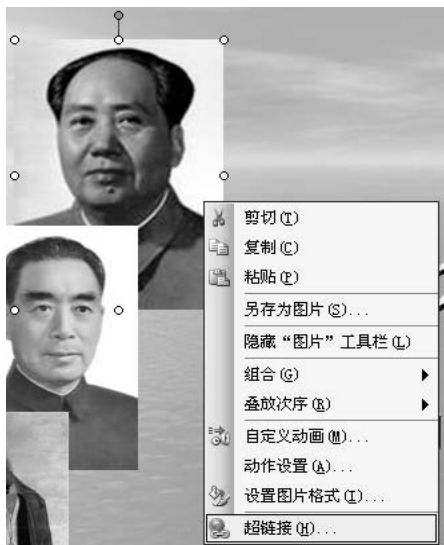 剪切(T)
复制(C)
粘贴(P)
另存为图片(S)...
隐藏“图片”工具栏(L)
组合(G)
叠放次序(R)
自定义动画(M)...
动作设置(A)...
设置图片格式(I)...
超链接(H)...